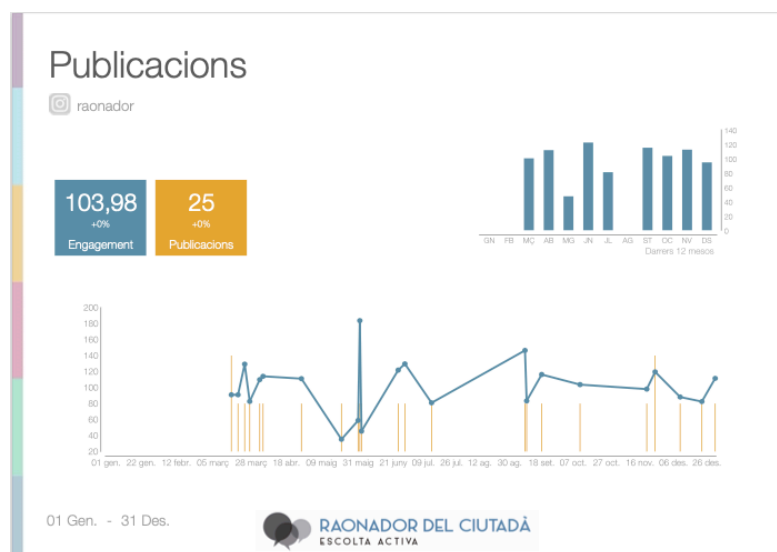 Publicacions
raonador
103,98
+0%
Engagement
25
+0%
Publicacions
140
120
100
80
60
40
20
0
GN FB MÇ AB MG JN JL AG ST OC NV DS
Darrers 12 mesos
200
180
160
140
120
100
80
60
40
20
01 gen. 22 gen. 12 febr. 05 març 28 març 18 abr. 09 maig 31 maig 21 juny 09 jul. 26 jul. 12 ag. 30 ag. 18 set. 07 oct. 27 oct. 16 nov. 06 des. 26 des.
01 Gen. - 31 Des.
RAONADOR DEL CIUTADÀ
ESCOLTA ACTIVA